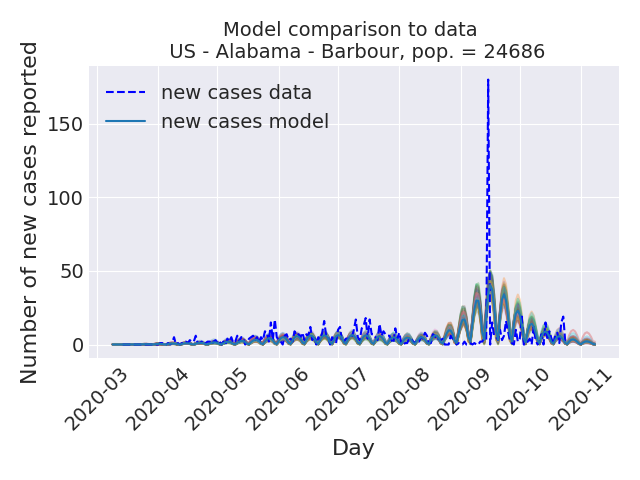 Model comparison to data
US - Alabama - Barbour, pop. = 24686
new cases data
new cases model
Number of new cases reported
150
100
50
0
2020-03
2020-04
2020-05
2020-06
2020-07
2020-08
2020-09
2020-10
2020-11
Day